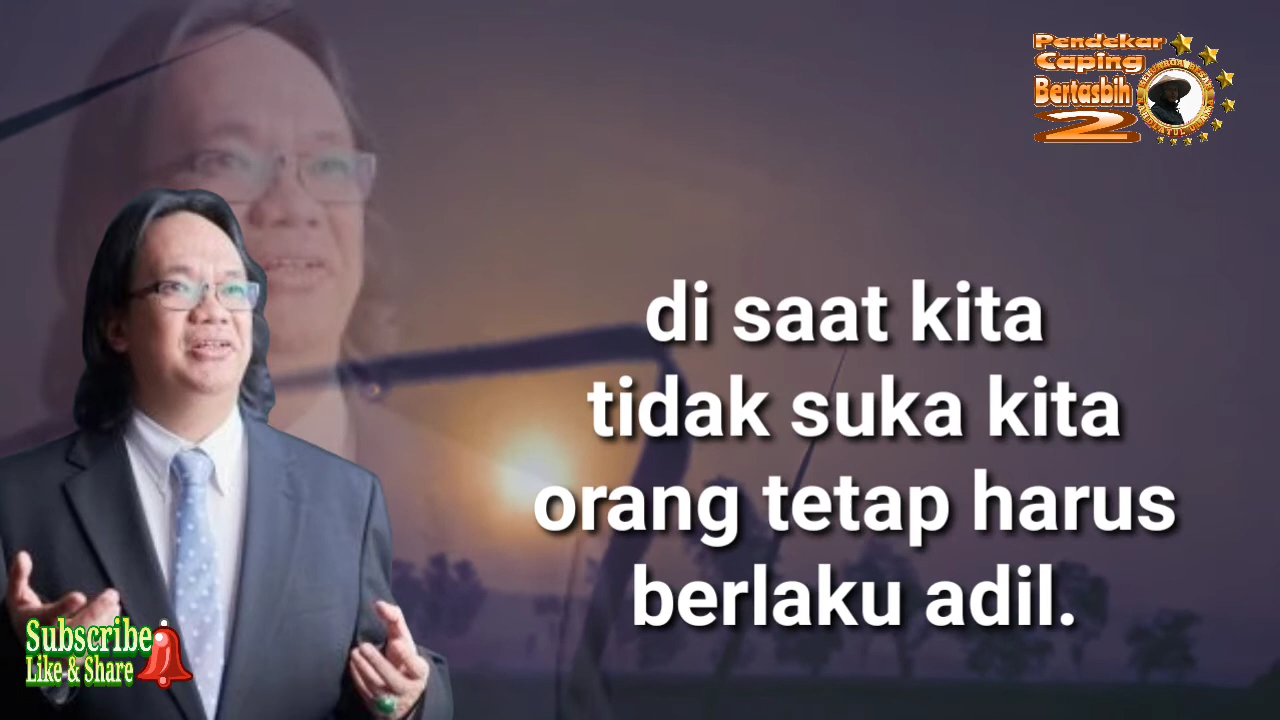 Pendekar
Caping
Bertasbih
2
di saat kita
tidak suka kita
orang tetap harus
berlaku adil.
Subscribe
Like & Share